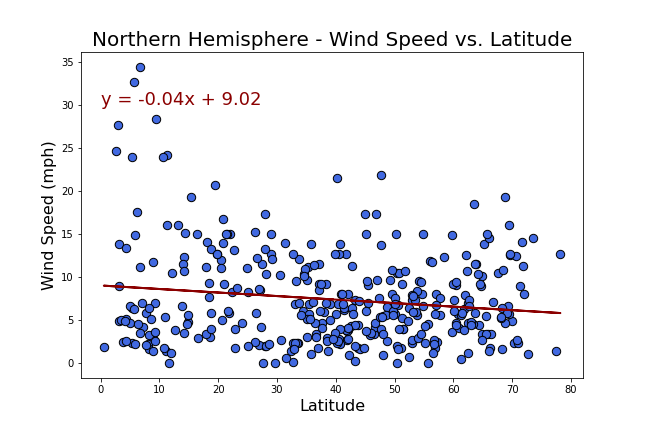 Northern Hemisphere - Wind Speed vs. Latitude
35
30
25
20
15
10
5
0
Wind Speed (mph)
y = -0.04x + 9.02
0 10 20 30 40 50 60 70 80
Latitude